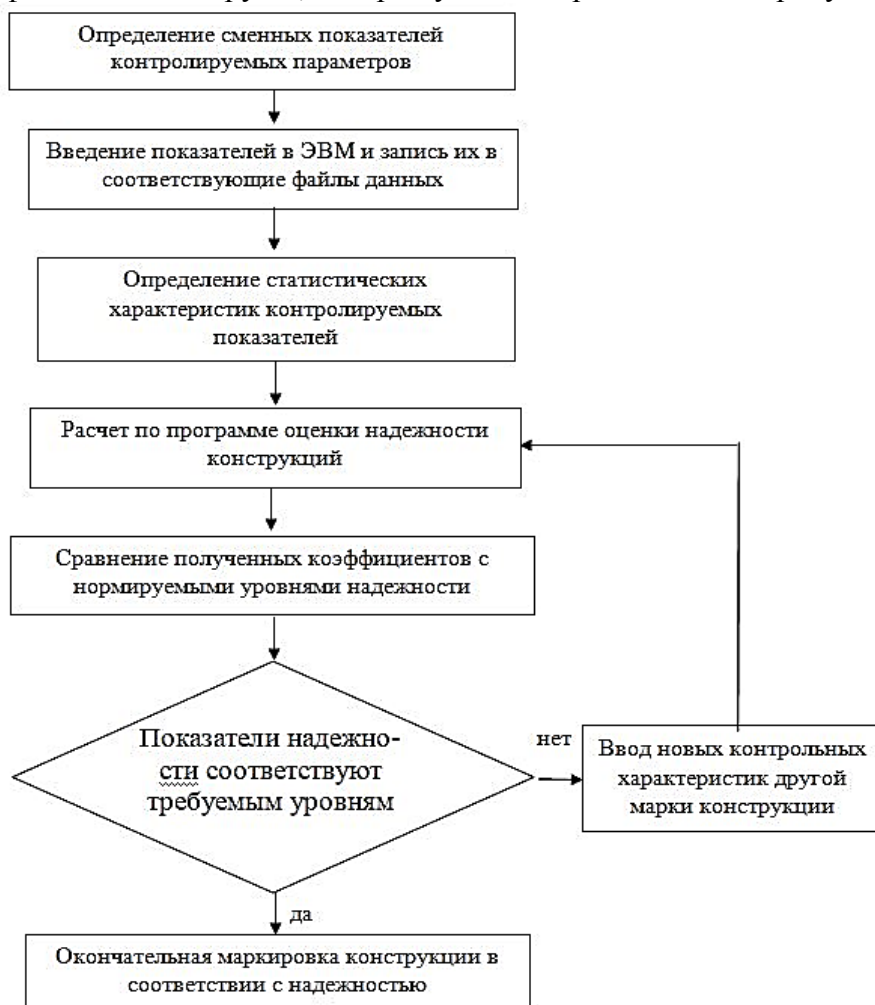 Определение сменных показателей
контролируемых параметров
Введение показателей в ЭВМ и запись их в
соответствующие файлы данных
Определение статистических
характеристик контролируемых
показателей
Расчет по программе оценки надежности
конструкций
Сравнение полученных коэффициентов с
нормируемыми уровнями надежности
Показатели надежно-
сти соответствуют
требуемым уровням
нет
Ввод новых контрольных
характеристик другой
марки конструкции
да
Окончательная маркировка конструкции в
соответствии с надежностью